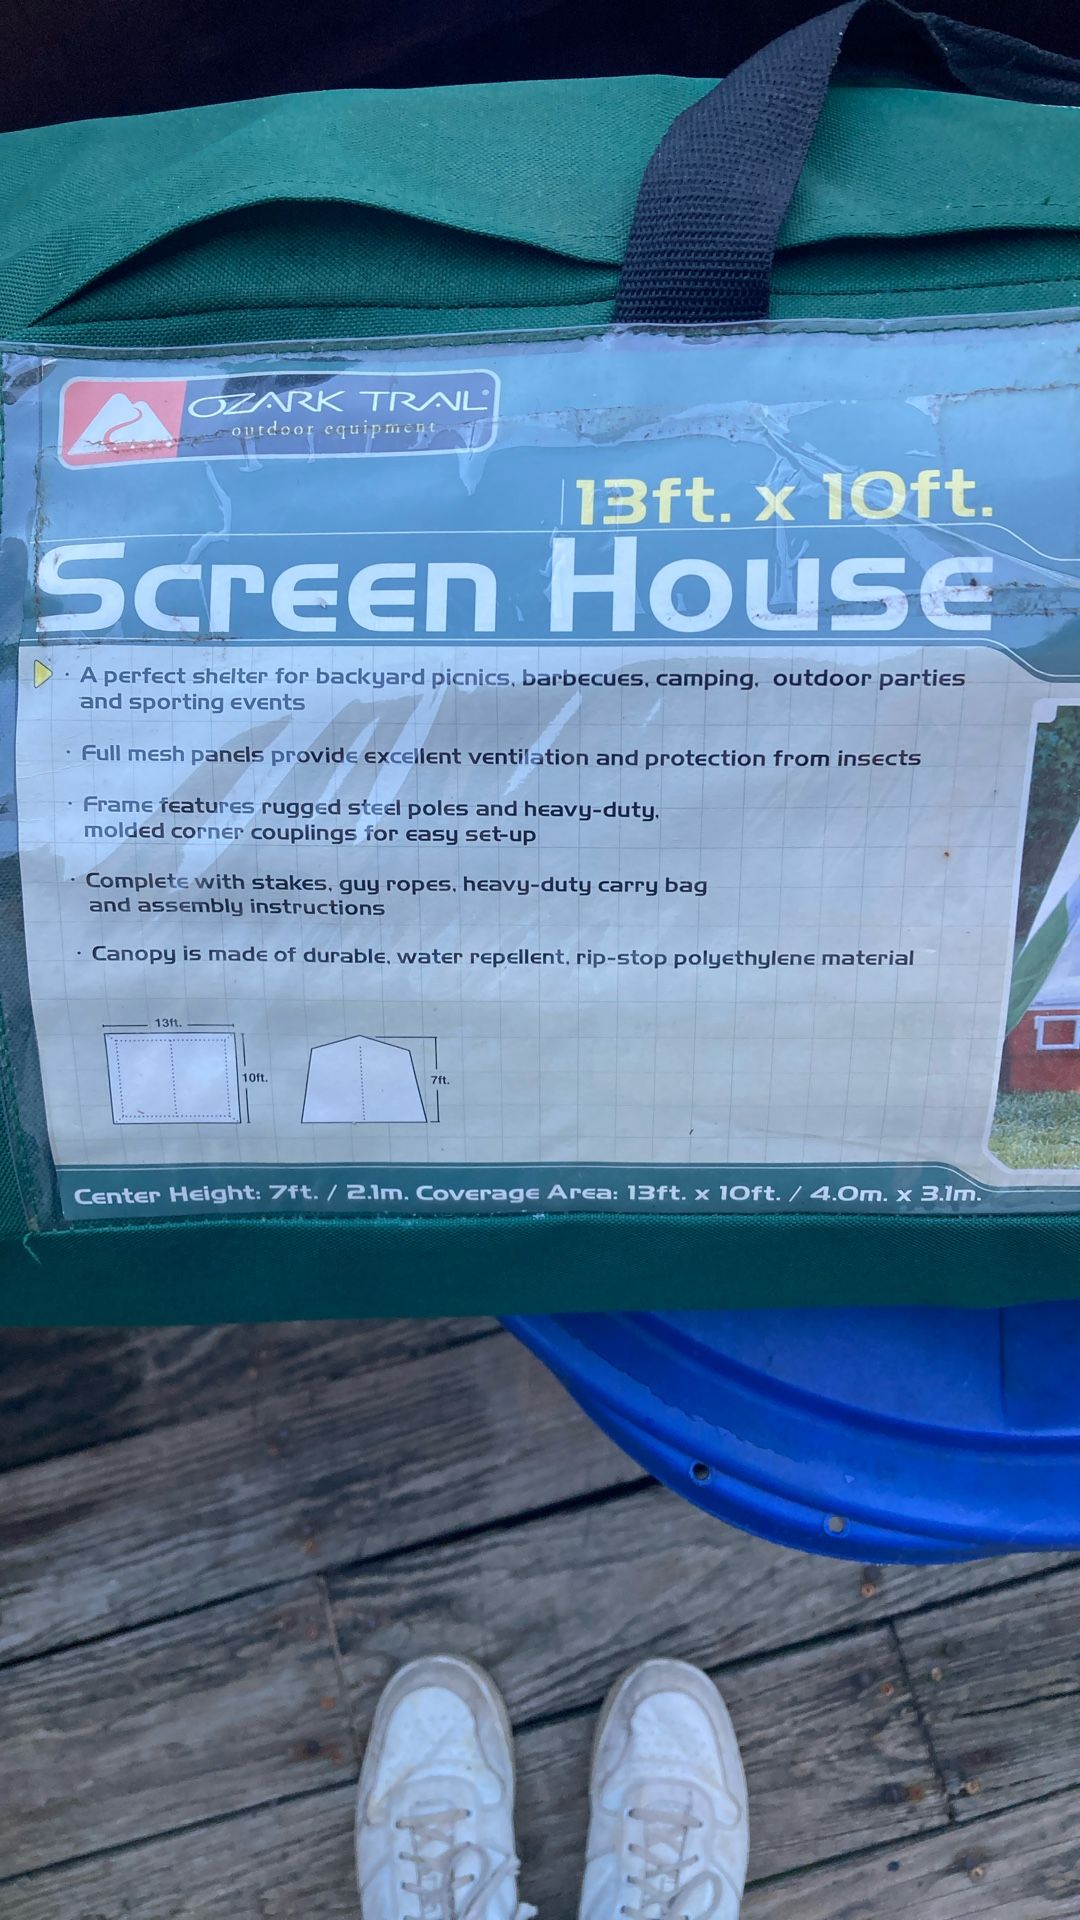 OZARK TRAIL®
outdoor equipment
13ft. x 10ft.
Screen House
· A perfect shelter for backyard picnics, barbecues, camping, outdoor parties
and sporting events
· Full mesh panels provide excellent ventilation and protection from insects
· Frame features rugged steel poles and heavy-duty,
molded corner couplings for easy set-up
· Complete with stakes, guy ropes, heavy-duty carry bag
and assembly instructions
· Canopy is made of durable, water repellent, rip-stop polyethylene material
13ft.
10ft.
7ft.
Center Height: 7ft. / 2.1m. Coverage Area: 13ft. x 10ft. / 4.0m. x 3.1m.